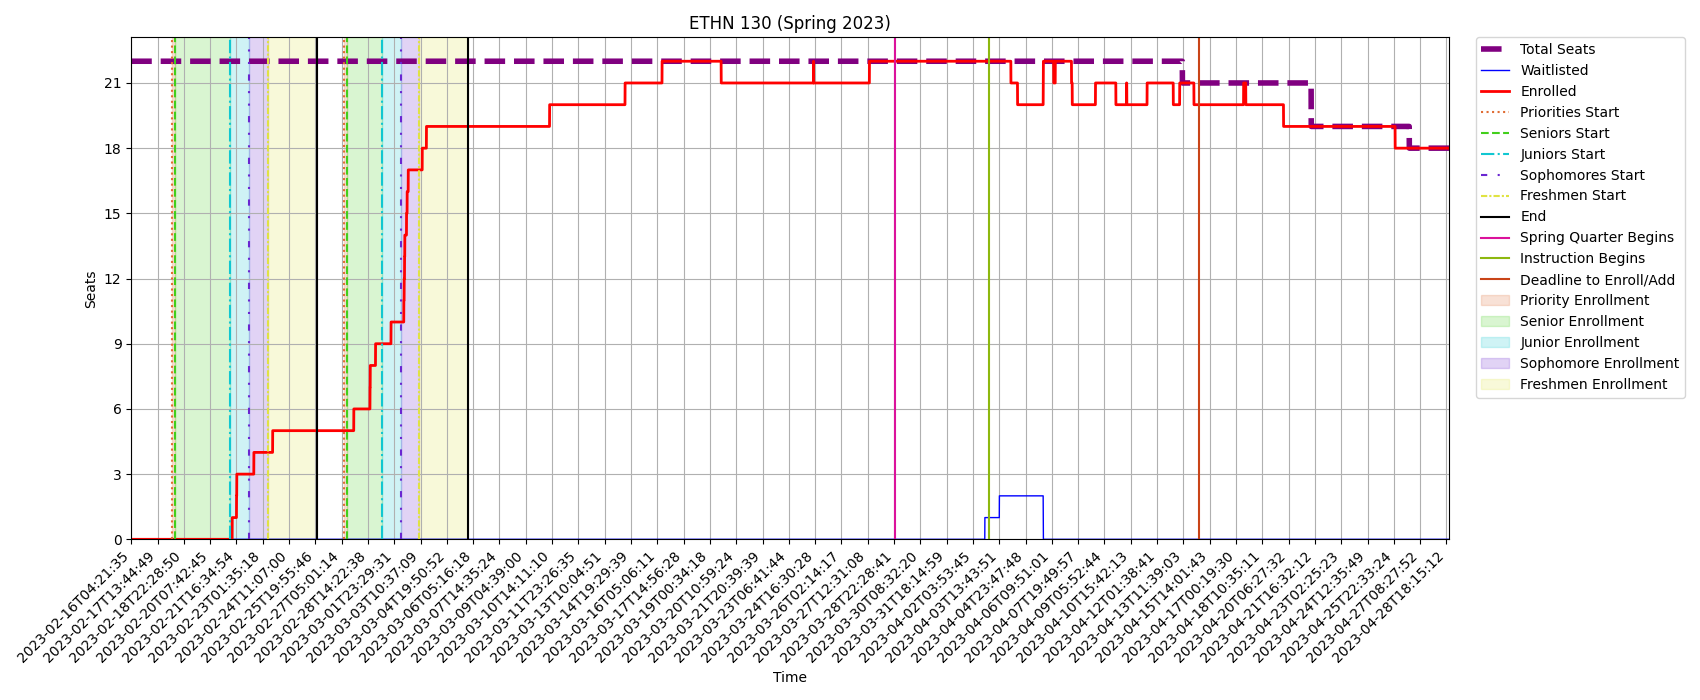 ETHN 130 (Spring 2023)
Seats
21
18
15
12
9
6
3
0
2023-02-16T04:21:35
2023-02-17T13:44:49
2023-02-18T22:28:50
2023-02-20T07:42:45
2023-02-21T16:34:54
2023-02-23T01:35:18
2023-02-24T11:07:00
2023-02-25T19:55:46
2023-02-27T05:01:14
2023-02-28T14:22:38
2023-03-01T23:29:31
2023-03-03T10:37:09
2023-03-04T19:50:52
2023-03-06T05:16:18
2023-03-07T14:35:24
2023-03-09T04:39:00
2023-03-10T14:11:10
2023-03-11T23:26:35
2023-03-13T10:04:51
2023-03-14T19:29:39
2023-03-16T05:06:11
2023-03-17T14:56:28
2023-03-19T00:34:18
2023-03-20T10:59:24
2023-03-21T20:39:39
2023-03-23T06:41:44
2023-03-24T16:30:28
2023-03-26T02:14:17
2023-03-27T12:31:08
2023-03-28T22:28:41
2023-03-30T08:32:20
2023-03-31T18:14:59
2023-04-02T03:53:45
2023-04-03T13:43:51
2023-04-04T23:47:48
2023-04-06T09:51:01
2023-04-07T19:49:57
2023-04-09T05:52:44
2023-04-10T15:42:13
2023-04-12T01:38:41
2023-04-13T11:39:03
2023-04-15T14:01:43
2023-04-17T00:19:30
2023-04-18T10:35:11
2023-04-20T06:27:32
2023-04-21T16:32:12
2023-04-23T02:25:23
2023-04-24T12:35:49
2023-04-25T22:33:24
2023-04-27T08:27:52
2023-04-28T18:15:12
Time
Total Seats
Waitlisted
Enrolled
Priorities Start
Seniors Start
Juniors Start
Sophomores Start
Freshmen Start
End
Spring Quarter Begins
Instruction Begins
Deadline to Enroll/Add
Priority Enrollment
Senior Enrollment
Junior Enrollment
Sophomore Enrollment
Freshmen Enrollment